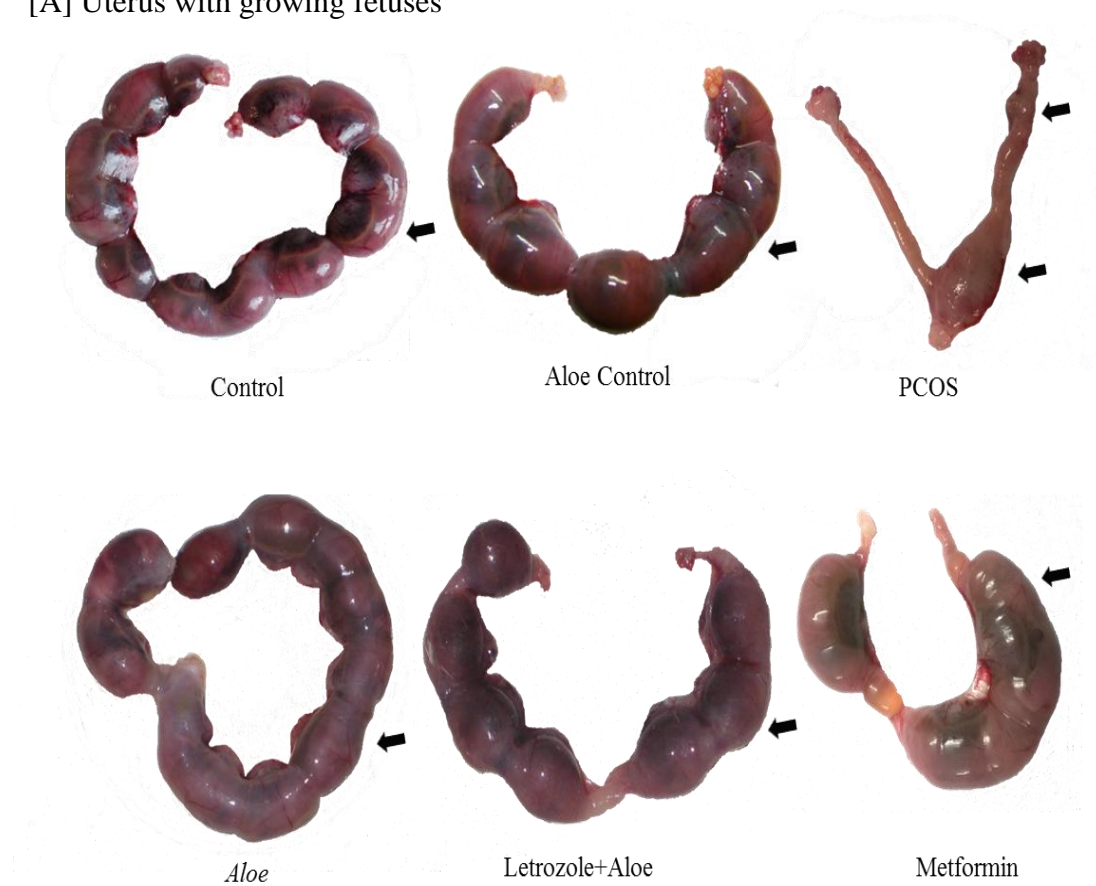 [A] Uterus with growing fetuses
Control
Aloe Control
PCOS
Aloe
Letrozole+Aloe
Metformin